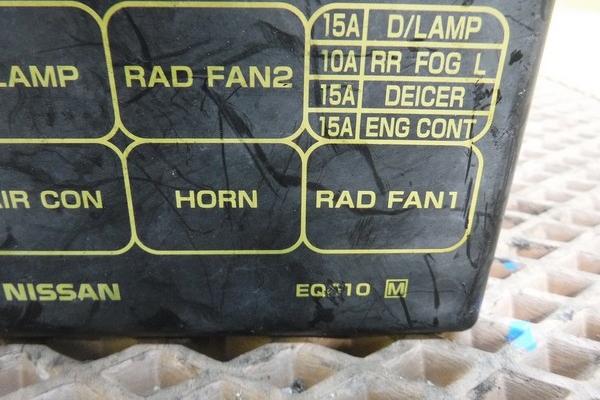 LAMP
RAD FAN2
15A D/LAMP
10A RR FOG L
15A DEICER
15A ENG CONT
IR CON
HORN
RAD FAN1
NISSAN
M